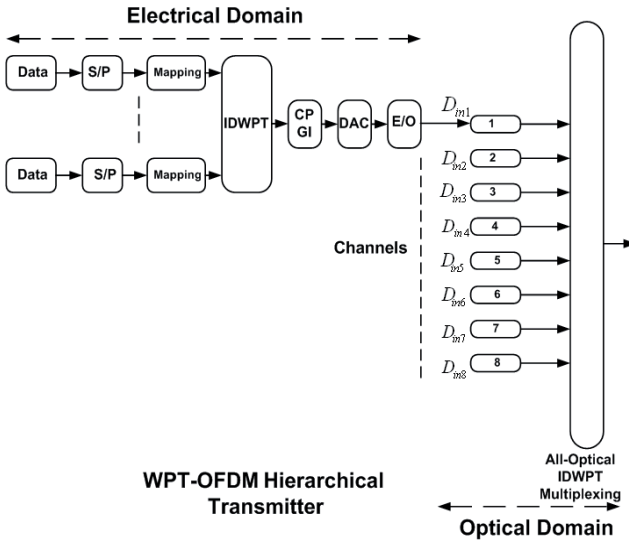 Electrical Domain
Data
S/P
Mapping
IDWPT
CP
GI
DAC
E/O
Data
S/P
Mapping
Channels
Din1
1
Din2
2
Din3
3
Din4
4
Din5
5
Din6
6
Din7
7
Din8
8
All-Optical
IDWPT
Multiplexing
WPT-OFDM Hierarchical
Transmitter
Optical Domain